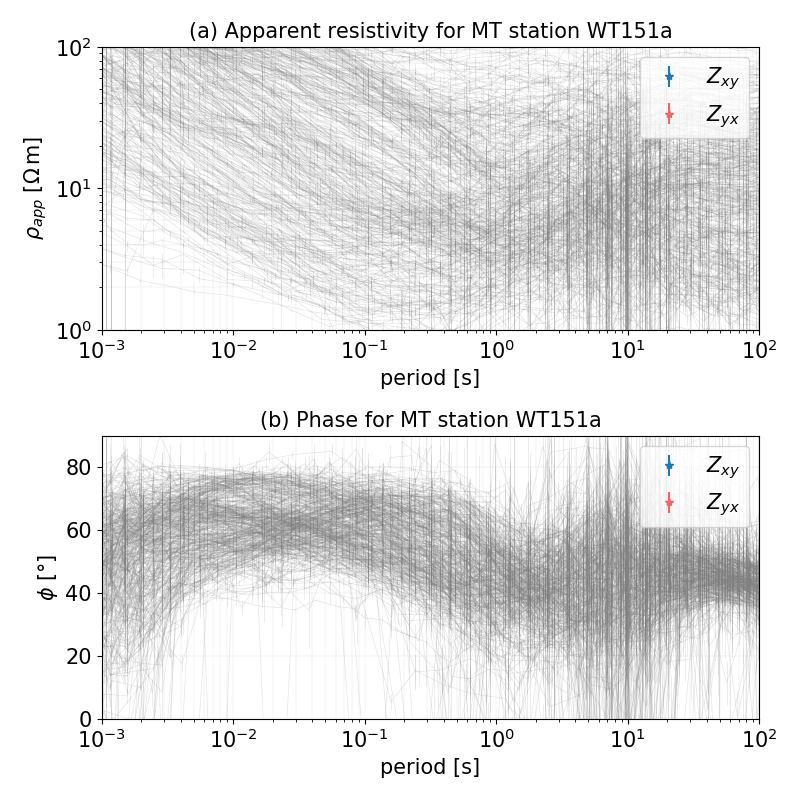 (a) Apparent resistivity for MT station WT151a
10²
10¹
10⁰
ρ_app [Ω m]
Z_xy
Z_yx
10⁻³ 10⁻² 10⁻¹ 10⁰ 10¹ 10²
period [s]
(b) Phase for MT station WT151a
80
60
40
20
0
ϕ [°]
Z_xy
Z_yx
10⁻³ 10⁻² 10⁻¹ 10⁰ 10¹ 10²
period [s]